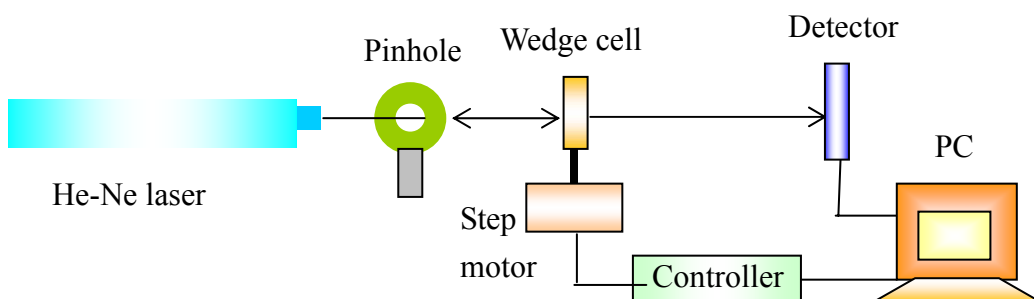 Detector
Wedge cell
Pinhole
PC
He-Ne laser
Step
motor
Controller